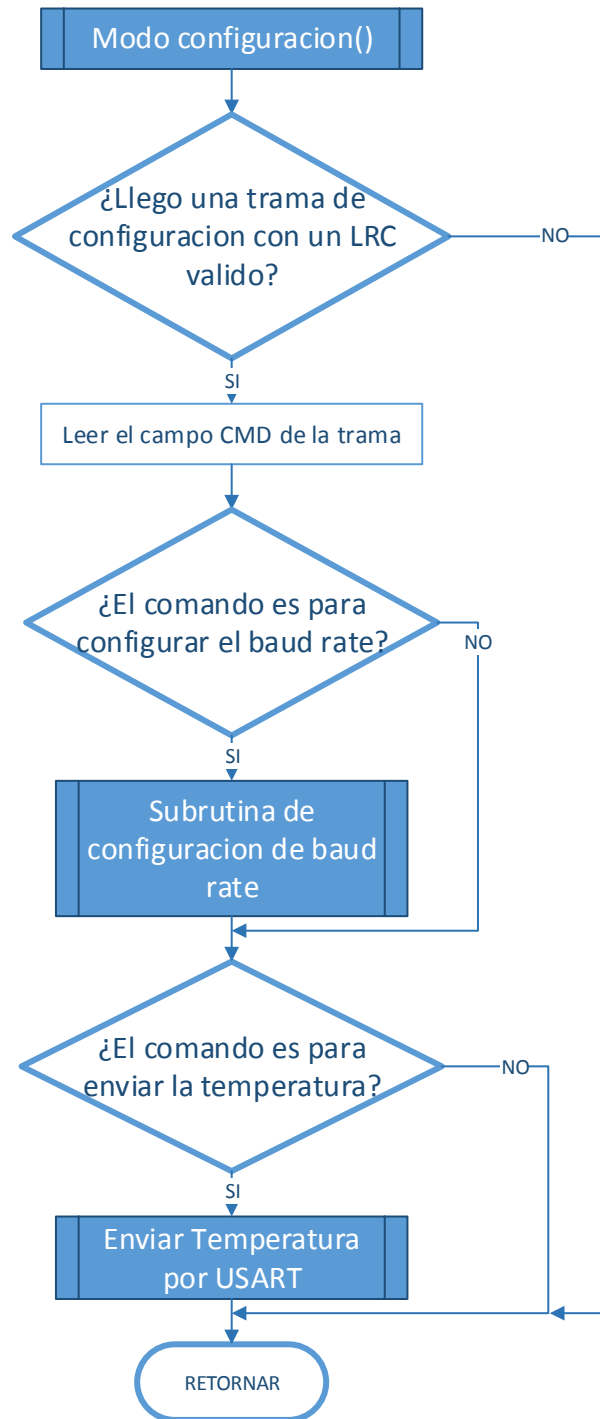 Modo configuracion()
¿Llego una trama de
configuracion con un LRC
valido?
NO
SI
Leer el campo CMD de la trama
¿El comando es para
configurar el baud rate?
NO
SI
Subrutina de
configuracion de baud
rate
¿El comando es para
enviar la temperatura?
NO
SI
Enviar Temperatura
por USART
RETORNAR